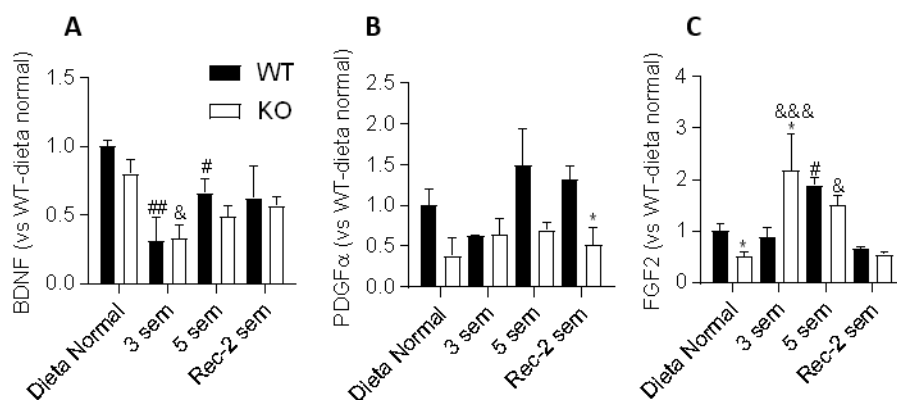 A
BDNF (vs WT-dieta normal)
1.5
1.0
0.5
0.0
WT
KO
##
&
#
Dieta Normal
3 sem
5 sem
Rec-2 sem
B
PDGFα (vs WT-dieta normal)
2.5
2.0
1.5
1.0
0.5
0.0
*
Dieta Normal
3 sem
5 sem
Rec-2 sem
C
FGF2 (vs WT-dieta normal)
4
3
2
1
0
*
&&&
*
#
&
Dieta Normal
3 sem
5 sem
Rec-2 sem